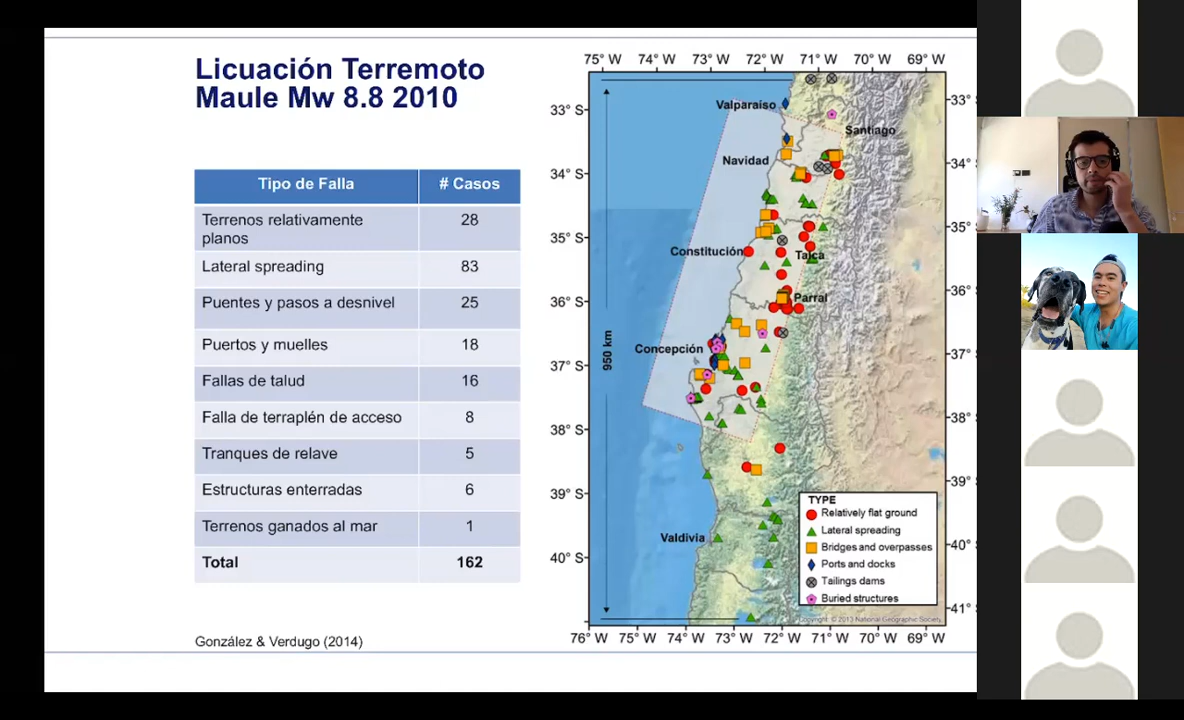 Licuación Terremoto
Maule Mw 8.8 2010
Tipo de Falla # Casos
Terrenos relativamente
planos 28
Lateral spreading 83
Puentes y pasos a desnivel 25
Puertos y muelles 18
Fallas de talud 16
Falla de terraplén de acceso 8
Tranques de relave 5
Estructuras enterradas 6
Terrenos ganados al mar 1
Total 162
González & Verdugo (2014)
75° W 74° W 73° W 72° W 71° W 70° W 69° W
33° S
34° S
35° S
36° S
37° S
38° S
39° S
40° S
Valparaíso
Santiago
Navidad
Constitución
Talca
Parral
Concepción
Valdivia
950 km
33°
34°
35°
36°
37°
38°
39°
40°
41°
TYPE
Relatively flat ground
Lateral spreading
Bridges and overpasses
Ports and docks
Tailings dams
Buried structures
Copyright: © 2013 National Geographic Society,
76° W 75° W 74° W 73° W 72° W 71° W 70° W 69° W